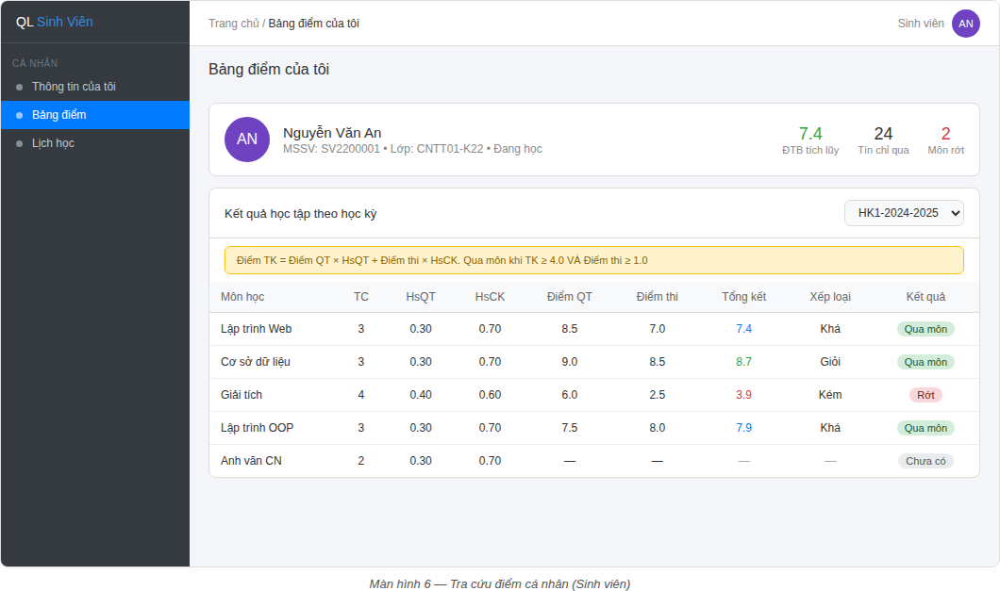 QL Sinh Viên
CÁ NHÂN
Thông tin của tôi
Bảng điểm
Lịch học
Trang chủ / Bảng điểm của tôi
Sinh viên AN
Bảng điểm của tôi
AN
Nguyễn Văn An
MSSV: SV2200001 • Lớp: CNTT01-K22 • Đang học
7.4 24 2
ĐTB tích lũy Tín chỉ qua Môn rớt
Kết quả học tập theo học kỳ HK1-2024-2025
Điểm TK = Điểm QT × HsQT + Điểm thi × HsCK. Qua môn khi TK ≥ 4.0 VÀ Điểm thi ≥ 1.0
Môn học TC HsQT HsCK Điểm QT Điểm thi Tổng kết Xếp loại Kết quả
Lập trình Web 3 0.30 0.70 8.5 7.0 7.4 Khá Qua môn
Cơ sở dữ liệu 3 0.30 0.70 9.0 8.5 8.7 Giỏi Qua môn
Giải tích 4 0.40 0.60 6.0 2.5 3.9 Kém Rớt
Lập trình OOP 3 0.30 0.70 7.5 8.0 7.9 Khá Qua môn
Anh văn CN 2 0.30 0.70 — — — — Chưa có
Màn hình 6 — Tra cứu điểm cá nhân (Sinh viên)